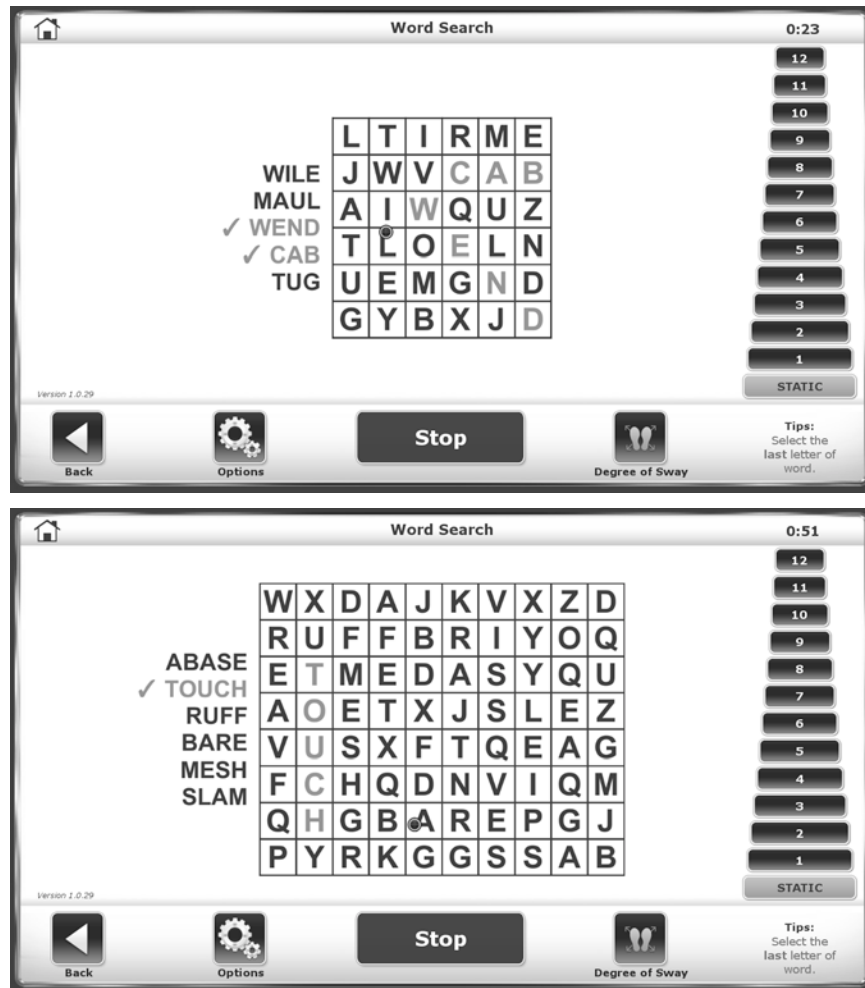 Word Search
0:23
WILE
MAUL
✓ WEND
✓ CAB
TUG
L T I R M E
J W V C A B
A I W Q U Z
T L O E L N
U E M G N D
G Y B X J D
12
11
10
9
8
7
6
5
4
3
2
1
STATIC
Version 1.0.29
Back
Options
Stop
Degree of Sway
Tips:
Select the
last letter of
word.
Word Search
0:51
ABASE
✓ TOUCH
RUFF
BARE
MESH
SLAM
W X D A J K V X Z D
R U F F B R I Y O Q
E T M E D A S Y Q U
A O E T X J S L E Z
V U S X F T Q E A G
F C H Q D N V I Q M
Q H G B A R E P G J
P Y R K G G S S A B
12
11
10
9
8
7
6
5
4
3
2
1
STATIC
Version 1.0.29
Back
Options
Stop
Degree of Sway
Tips:
Select the
last letter of
word.